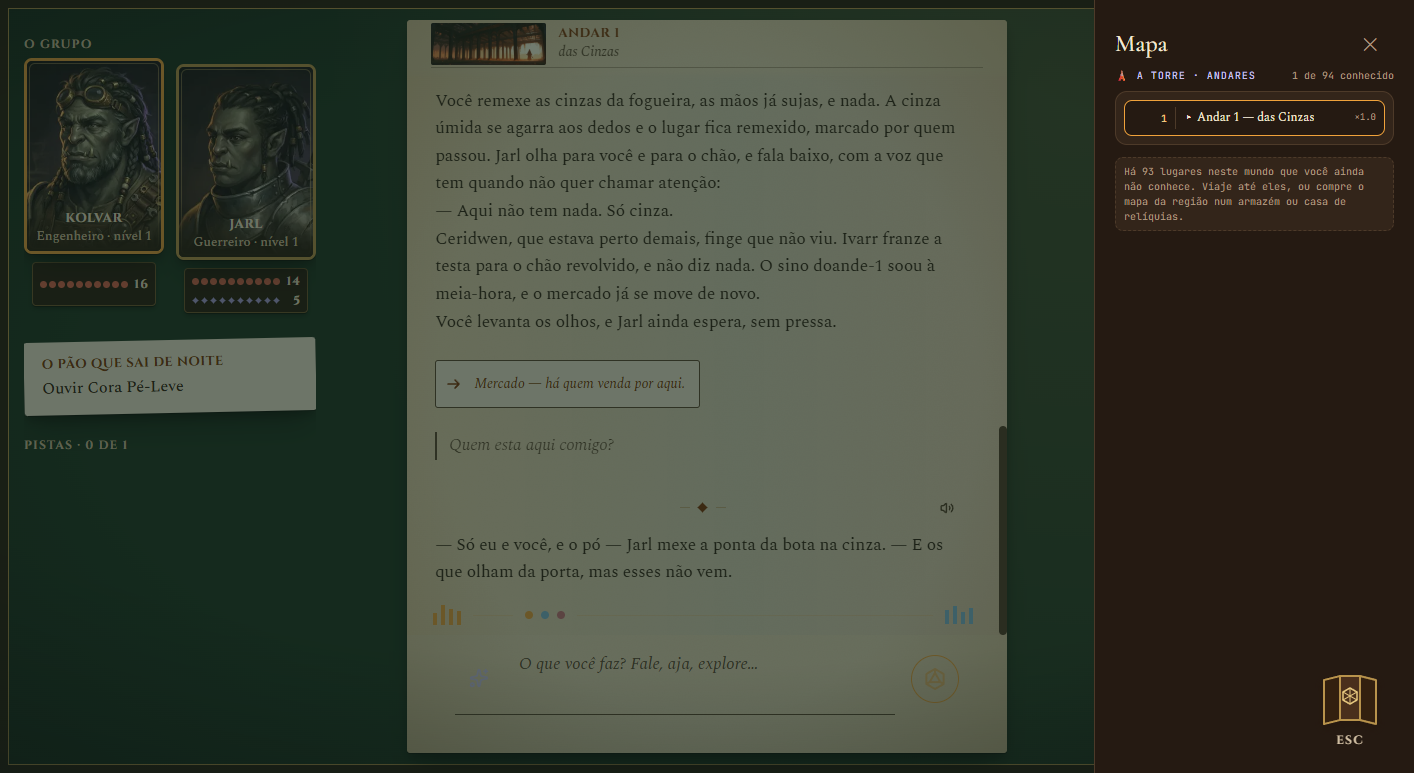 O GRUPO
KOLVAR
Engenheiro · nível 1
16
JARL
Guerreiro · nível 1
14
5
O PÃO QUE SAI DE NOITE
Ouvir Cora Pé-Leve
PISTAS · 0 DE 1
ANDAR 1
das Cinzas
Você remexe as cinzas da fogueira, as mãos já sujas, e nada. A cinza
úmida se agarra aos dedos e o lugar fica remexido, marcado por quem
passou. Jarl olha para você e para o chão, e fala baixo, com a voz que
tem quando não quer chamar atenção:
— Aqui não tem nada. Só cinza.
Ceridwen, que estava perto demais, finge que não viu. Ivarr franze a
testa para o chão revolvido, e não diz nada. O sino doande-1 soou à
meia-hora, e o mercado já se move de novo.
Você levanta os olhos, e Jarl ainda espera, sem pressa.
→ Mercado — há quem venda por aqui.
Quem esta aqui comigo?
— Só eu e você, e o pó — Jarl mexe a ponta da bota na cinza. — E os
que olham da porta, mas esses não vem.
O que você faz? Fale, aja, explore...
Mapa
A TORRE · ANDARES
1 de 94 conhecido
1 ▸ Andar 1 — das Cinzas ×1.0
Há 93 lugares neste mundo que você ainda
não conhece. Viaje até eles, ou compre o
mapa da região num armazém ou casa de
relíquias.
ESC